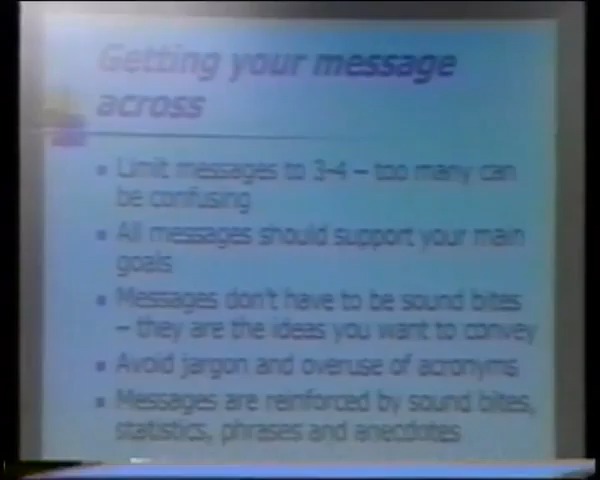 Getting your message
across
▪ Limit messages to 3-4 – too many can
be confusing
▪ All messages should support your main
goals
▪ Messages don't have to be sound bites
– they are the ideas you want to convey
▪ Avoid jargon and overuse of acronyms
▪ Messages are reinforced by sound bites,
statistics, phrases and anecdotes